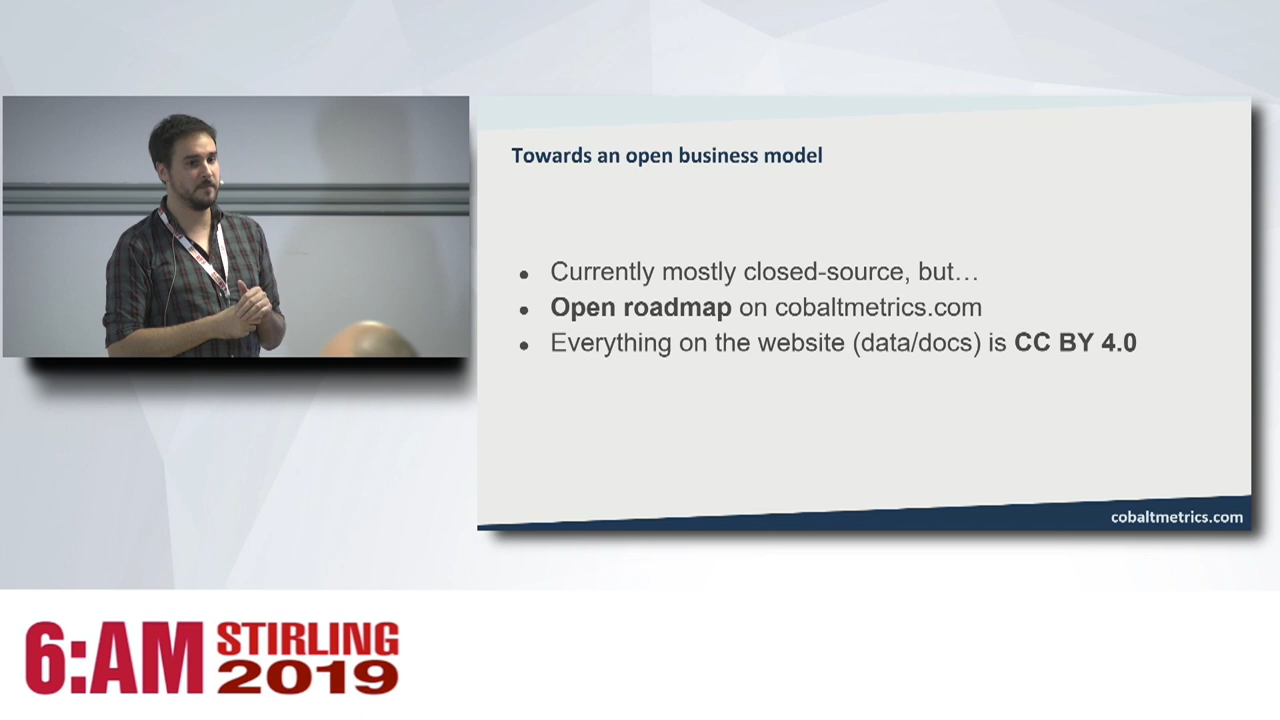 Towards an open business model
● Currently mostly closed-source, but…
● Open roadmap on cobaltmetrics.com
● Everything on the website (data/docs) is CC BY 4.0
cobaltmetrics.com
6:AM STIRLING
2019